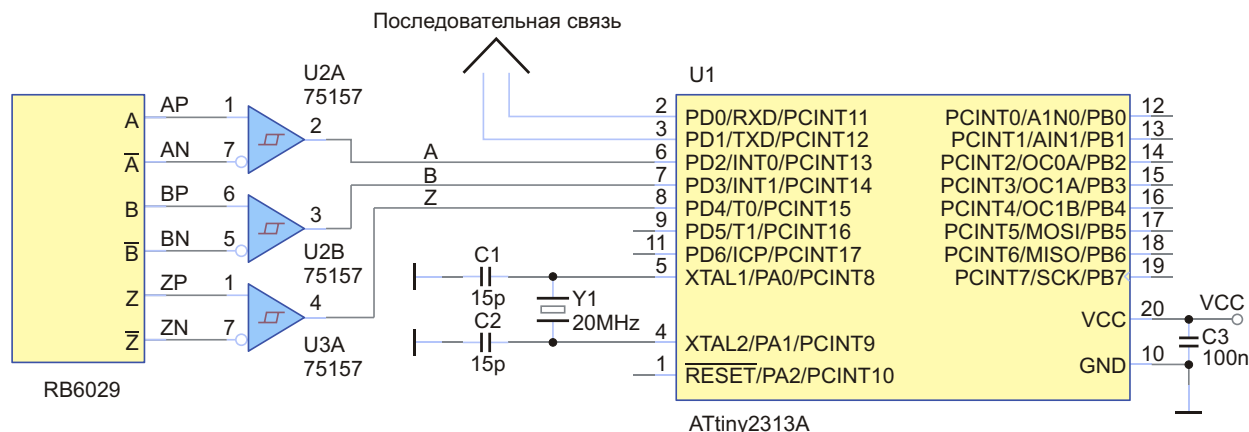 Последовательная связь
U2A
75157
U1
AP 1
A
2
AN 7
A̅
BP 6
B
3
BN 5
B̅
U2B
75157
ZP 1
Z
4
ZN 7
Z̅
U3A
75157
RB6029
A
B
Z
2 PD0/RXD/PCINT11
3 PD1/TXD/PCINT12
6 PD2/INT0/PCINT13
7 PD3/INT1/PCINT14
8 PD4/T0/PCINT15
9 PD5/T1/PCINT16
11 PD6/ICP/PCINT17
5 XTAL1/PA0/PCINT8
4 XTAL2/PA1/PCINT9
1 R̅E̅S̅E̅T̅/PA2/PCINT10
C1
15p
Y1
20MHz
C2
15p
PCINT0/A1N0/PB0 12
PCINT1/AIN1/PB1 13
PCINT2/OC0A/PB2 14
PCINT3/OC1A/PB3 15
PCINT4/OC1B/PB4 16
PCINT5/MOSI/PB5 17
PCINT6/MISO/PB6 18
PCINT7/SCK/PB7 19
VCC 20 VCC
C3
100n
GND 10
ATtiny2313A